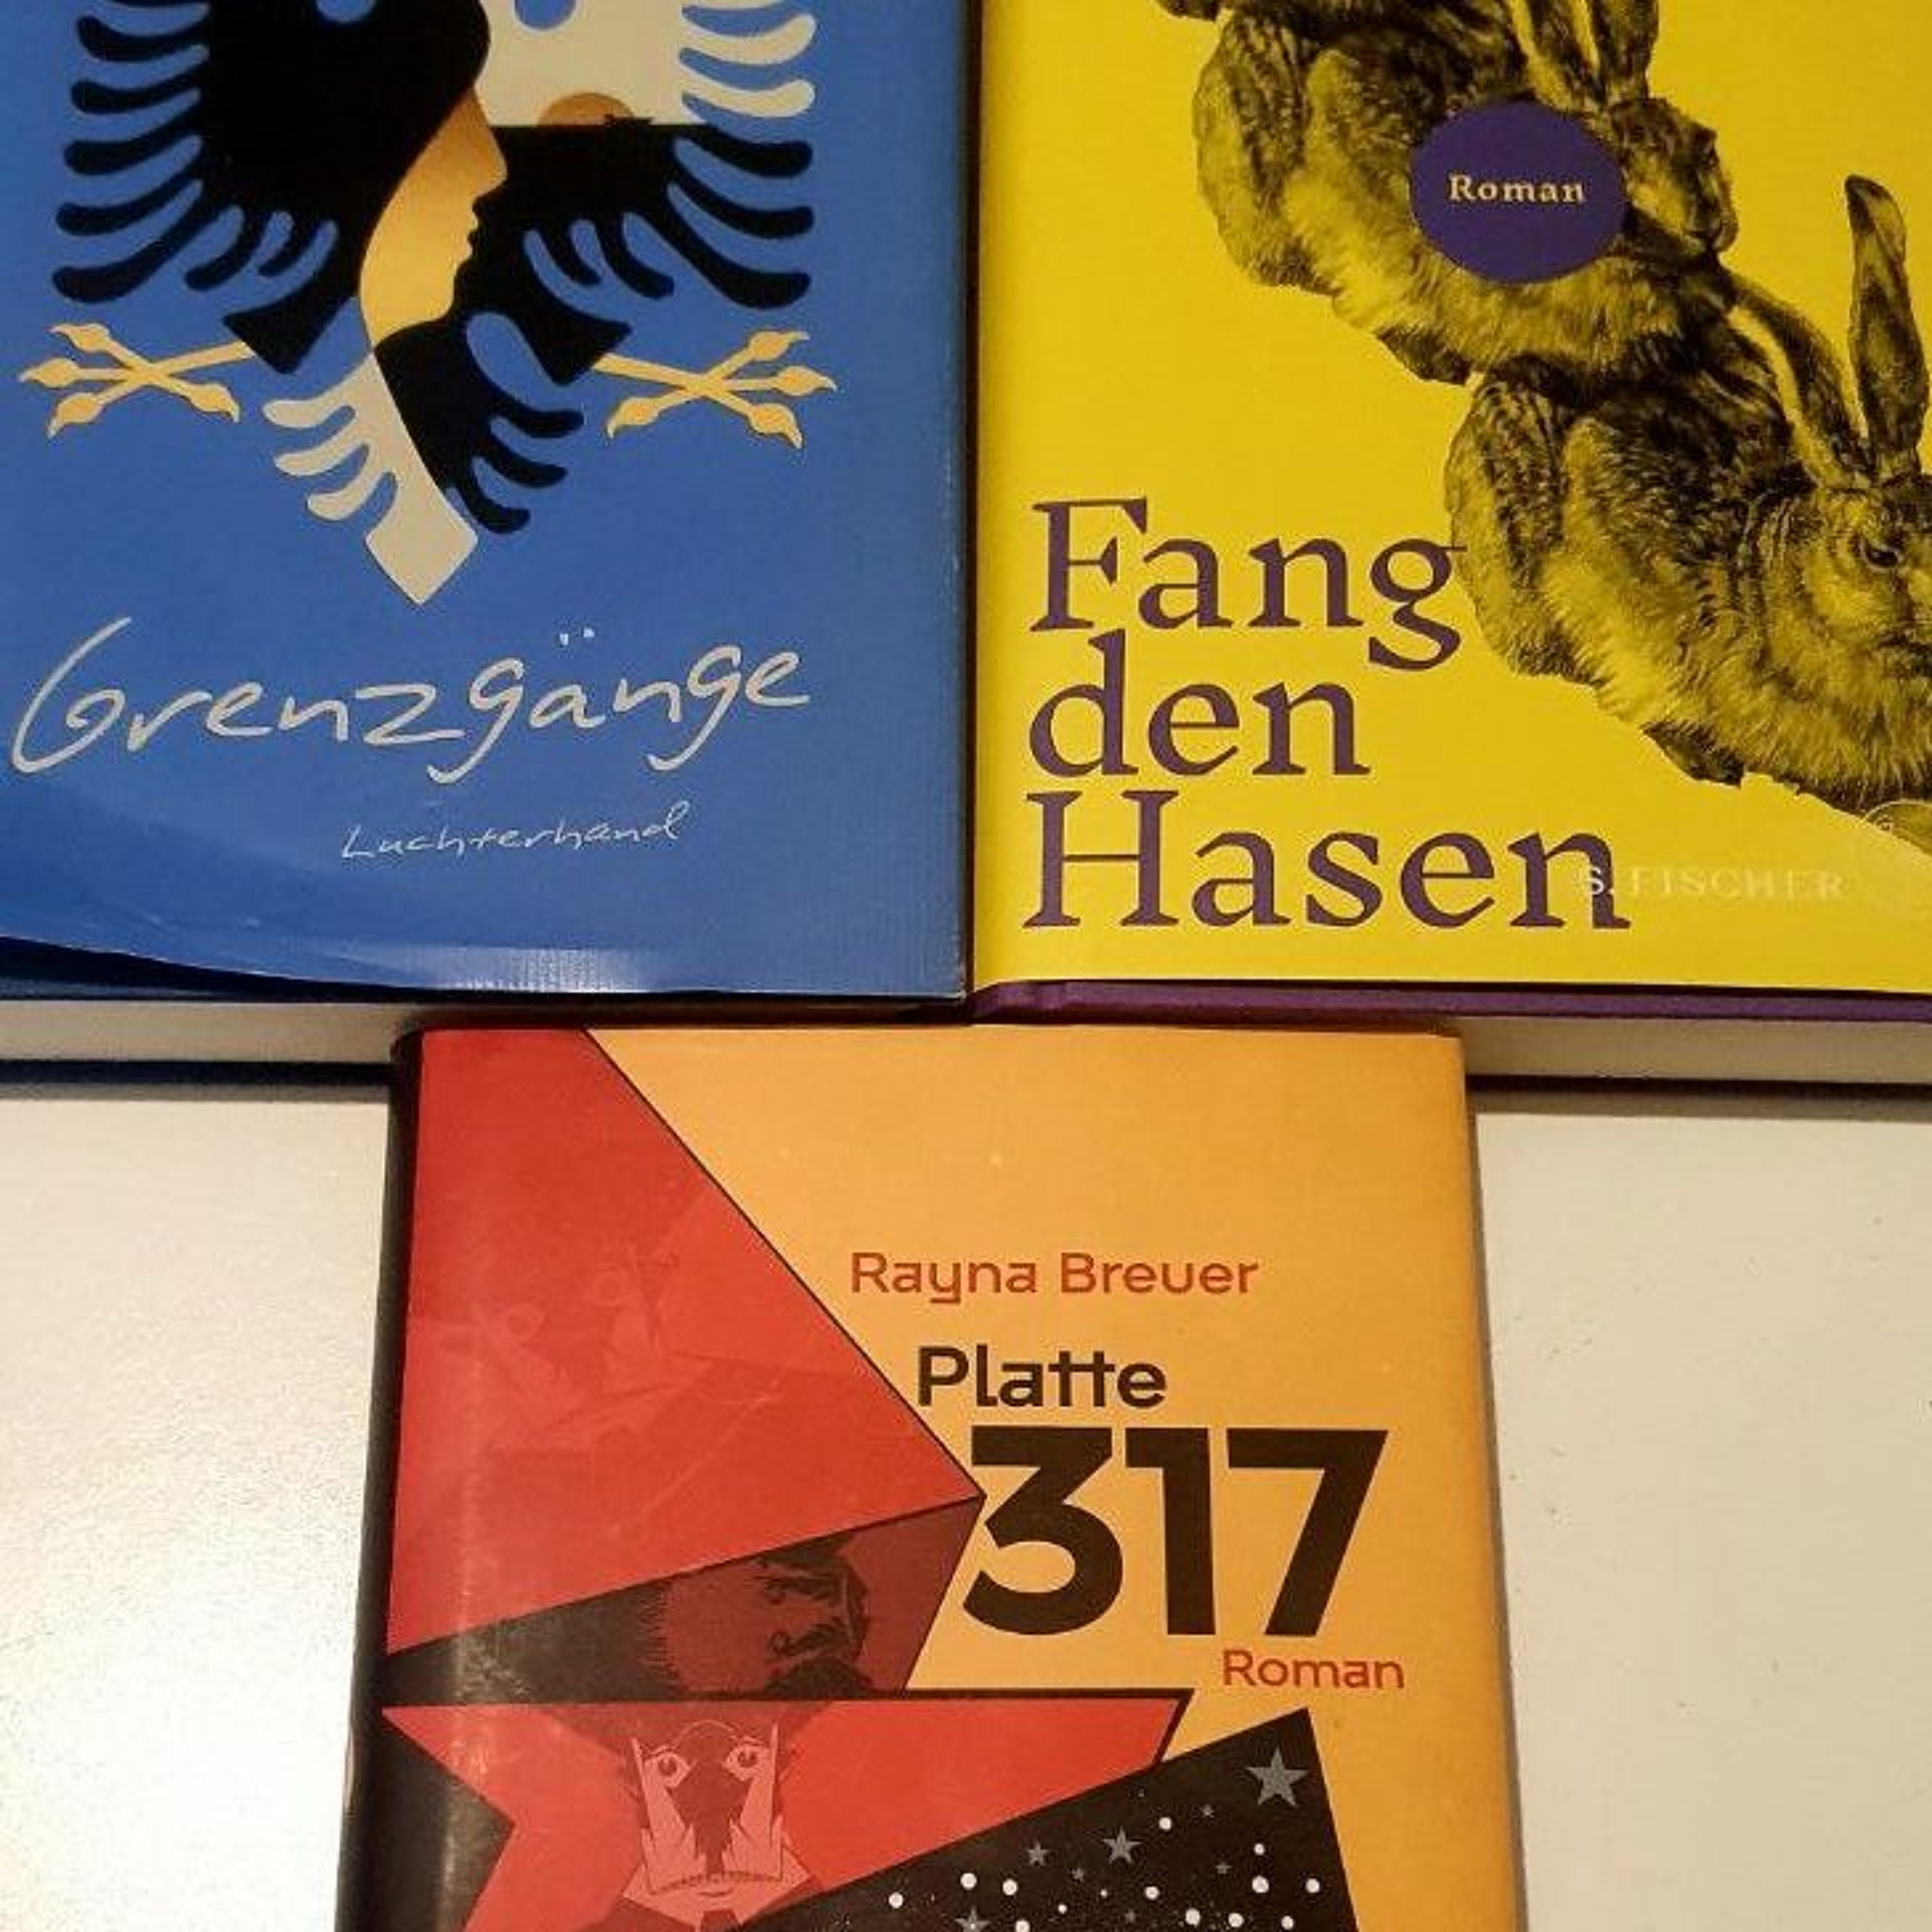 Grenzgänge
Luchterhand
Roman
Fang
den
Hasen
S. FISCHER
Rayna Breuer
Platte
317
Roman